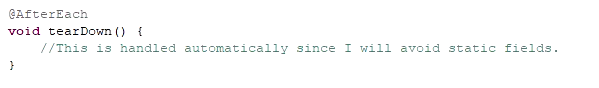 @AfterEach
void tearDown() {
    //This is handled automatically since I will avoid static fields.
}